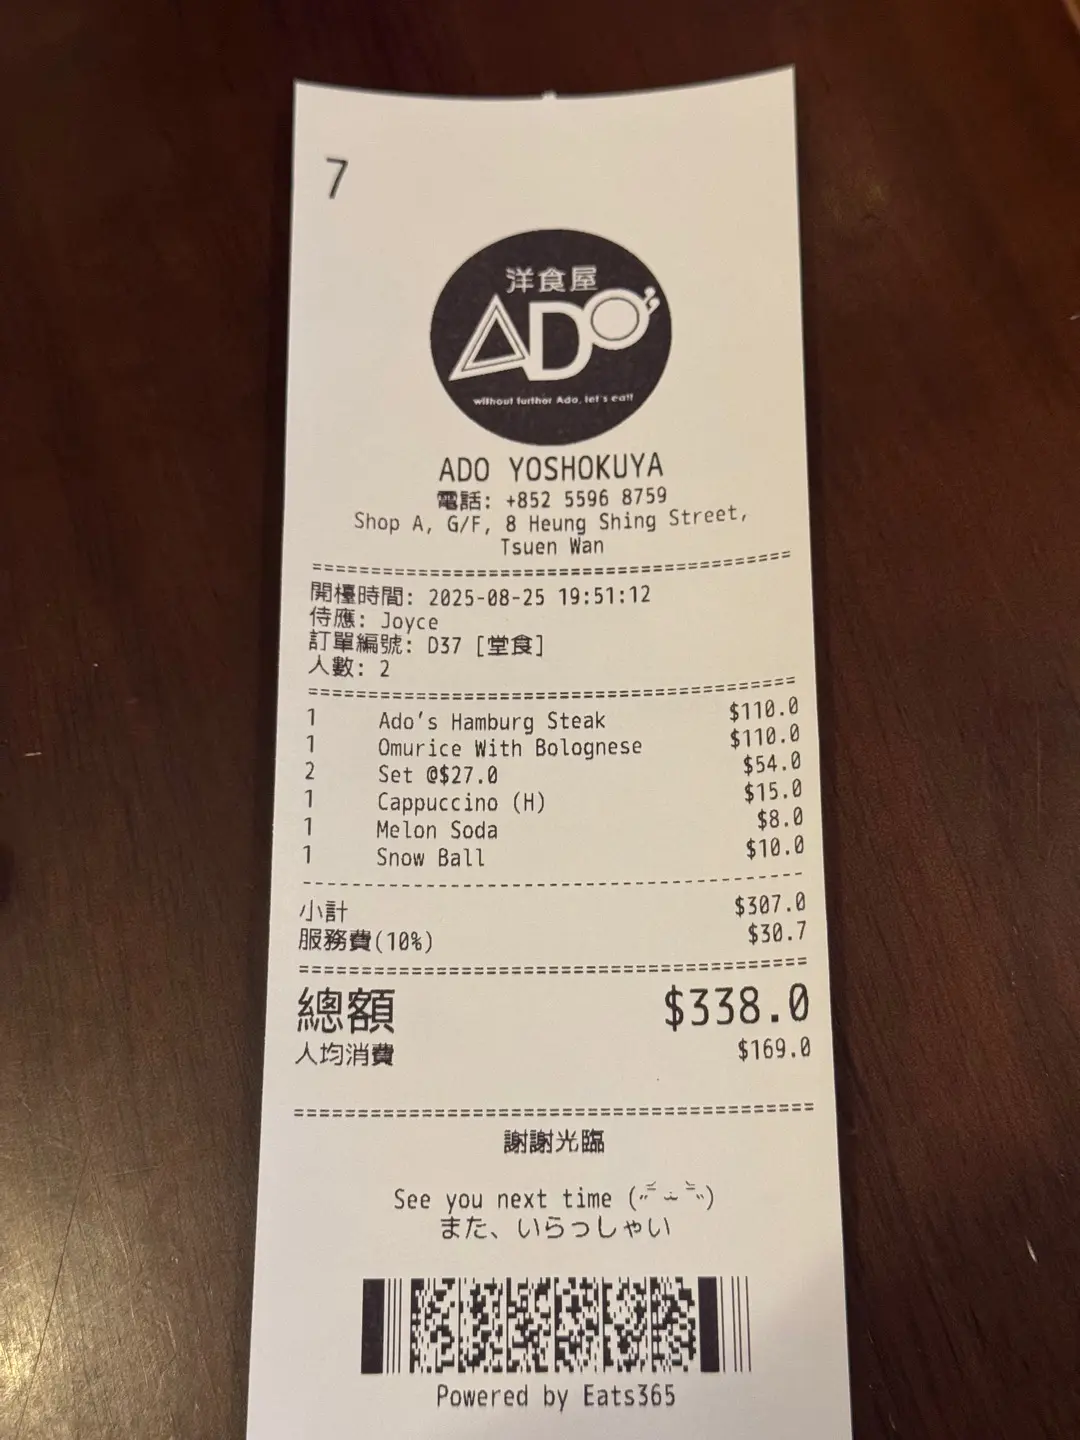 7
洋食屋
ADO
without further Ado, let's eat!
ADO YOSHOKUYA
電話: +852 5596 8759
Shop A, G/F, 8 Heung Shing Street,
Tsuen Wan
開檯時間: 2025-08-25 19:51:12
侍應: Joyce
訂單編號: D37 [堂食]
人數: 2
1 Ado's Hamburg Steak $110.0
1 Omurice With Bolognese $110.0
2 Set @$27.0 $54.0
1 Cappuccino (H) $15.0
1 Melon Soda $8.0
1 Snow Ball $10.0
小計 $307.0
服務費(10%) $30.7
總額 $338.0
人均消費 $169.0
謝謝光臨
See you next time
また、いらっしゃい
Powered by Eats365